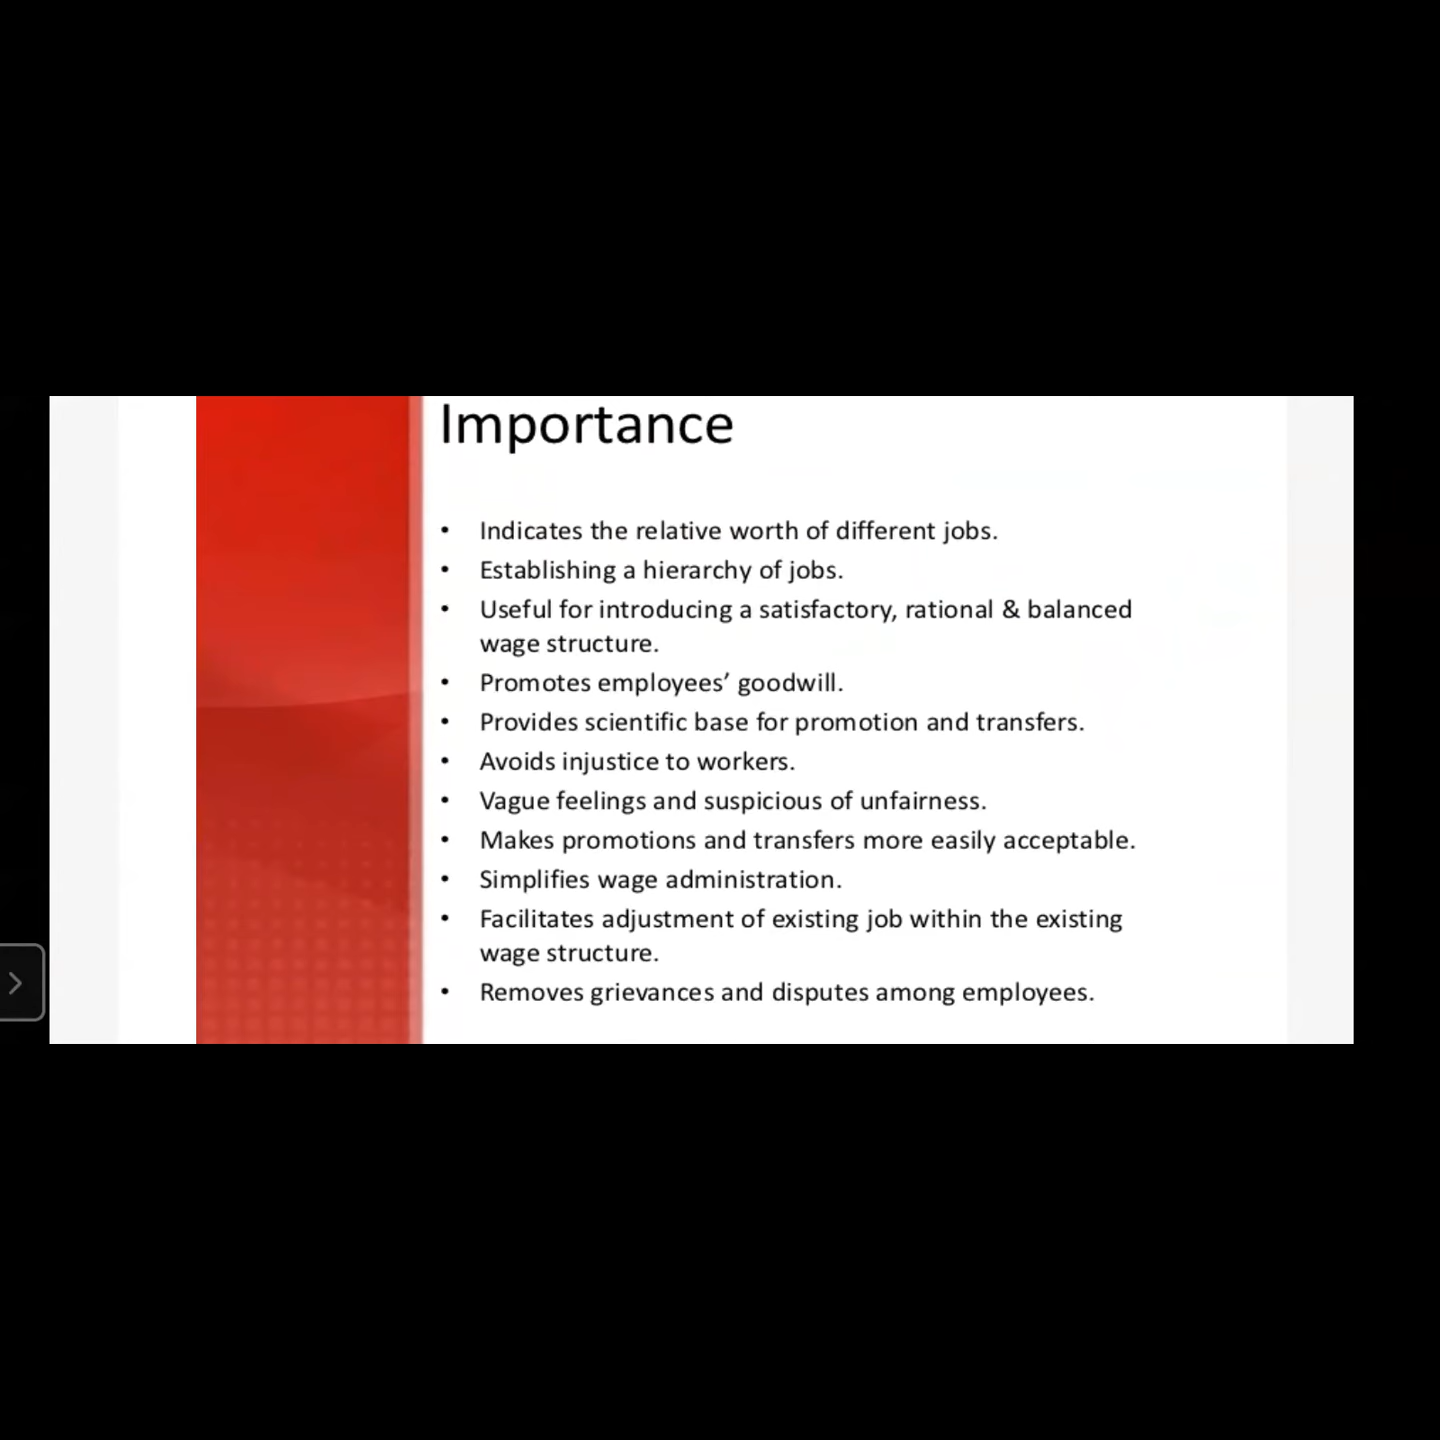 Importance
• Indicates the relative worth of different jobs.
• Establishing a hierarchy of jobs.
• Useful for introducing a satisfactory, rational & balanced
wage structure.
• Promotes employees’ goodwill.
• Provides scientific base for promotion and transfers.
• Avoids injustice to workers.
• Vague feelings and suspicious of unfairness.
• Makes promotions and transfers more easily acceptable.
• Simplifies wage administration.
• Facilitates adjustment of existing job within the existing
wage structure.
• Removes grievances and disputes among employees.